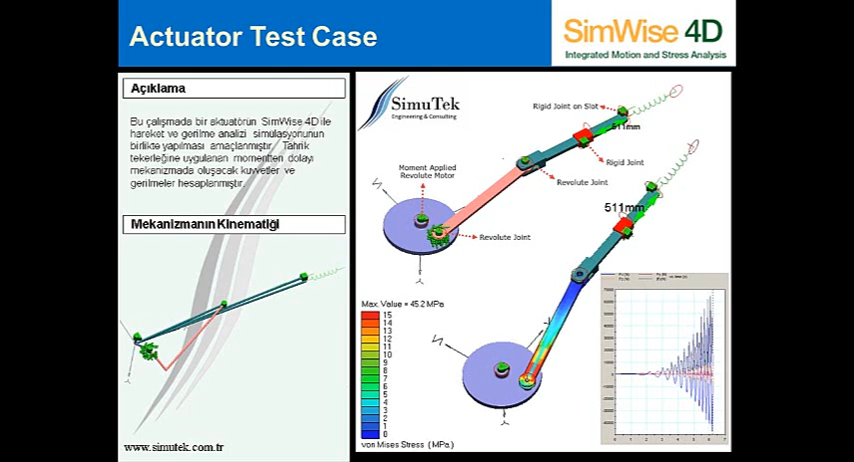 Actuator Test Case
SimWise 4D
Integrated Motion and Stress Analysis
Açıklama
Bu çalışmada bir aktuatörün SimWise 4D ile
hareket ve gerilme analizi simülasyonunun
birlikte yapılması amaçlanmıştır. Tahrik
tekerleğine uygulanan momentten dolayı
mekanizmada oluşacak kuvvetler ve
gerilmeler hesaplanmıştır.
Mekanizmanın Kinematiği
www.simutek.com.tr
SimuTek
Engineering & Consulting
Rigid Joint on Slot
511mm
Rigid Joint
Moment Applied
Revolute Motor
Revolute Joint
Revolute Joint
511mm
Max. Value = 45.2 MPa
15
14
13
12
11
10
9
8
7
6
5
4
3
2
1
0
von Mises Stress (MPa)